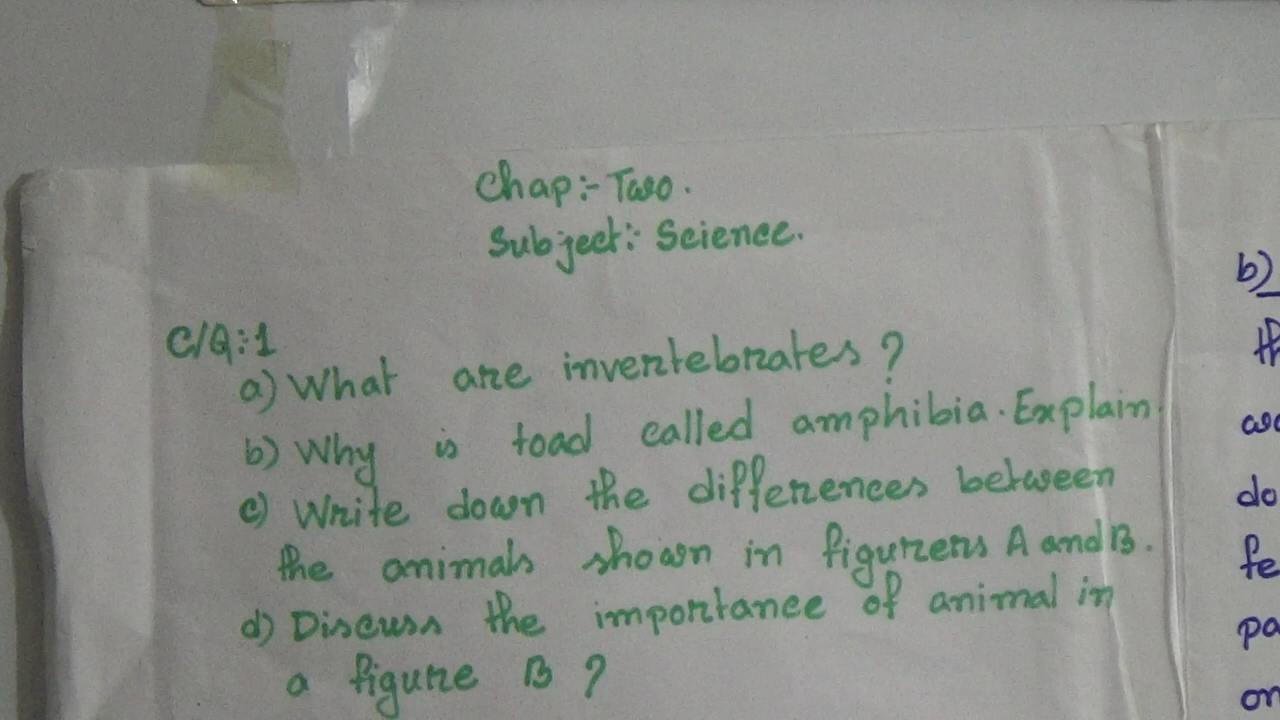 Chap:- Two.
Subject:- Science.
C/Q:1
a) What are invertebrates?
b) Why is toad called amphibia. Explain.
c) Write down the differences between
the animals shown in figurers A and B.
d) Discuss the importance of animal in
a figure B?
b)
do
fe
pa
on